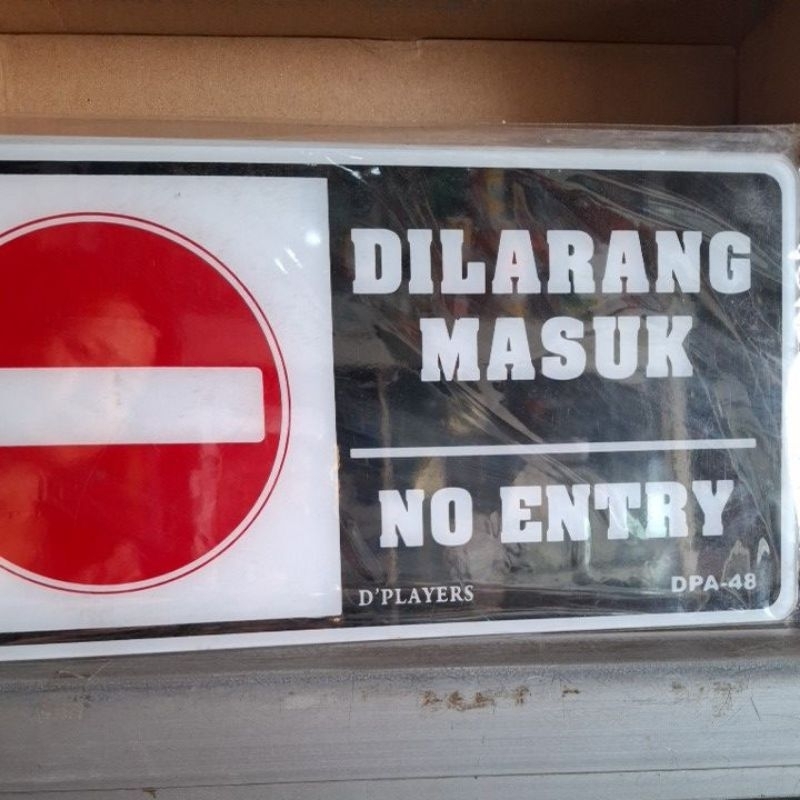 DILARANG
MASUK
NO ENTRY
D'PLAYERS
DPA-48